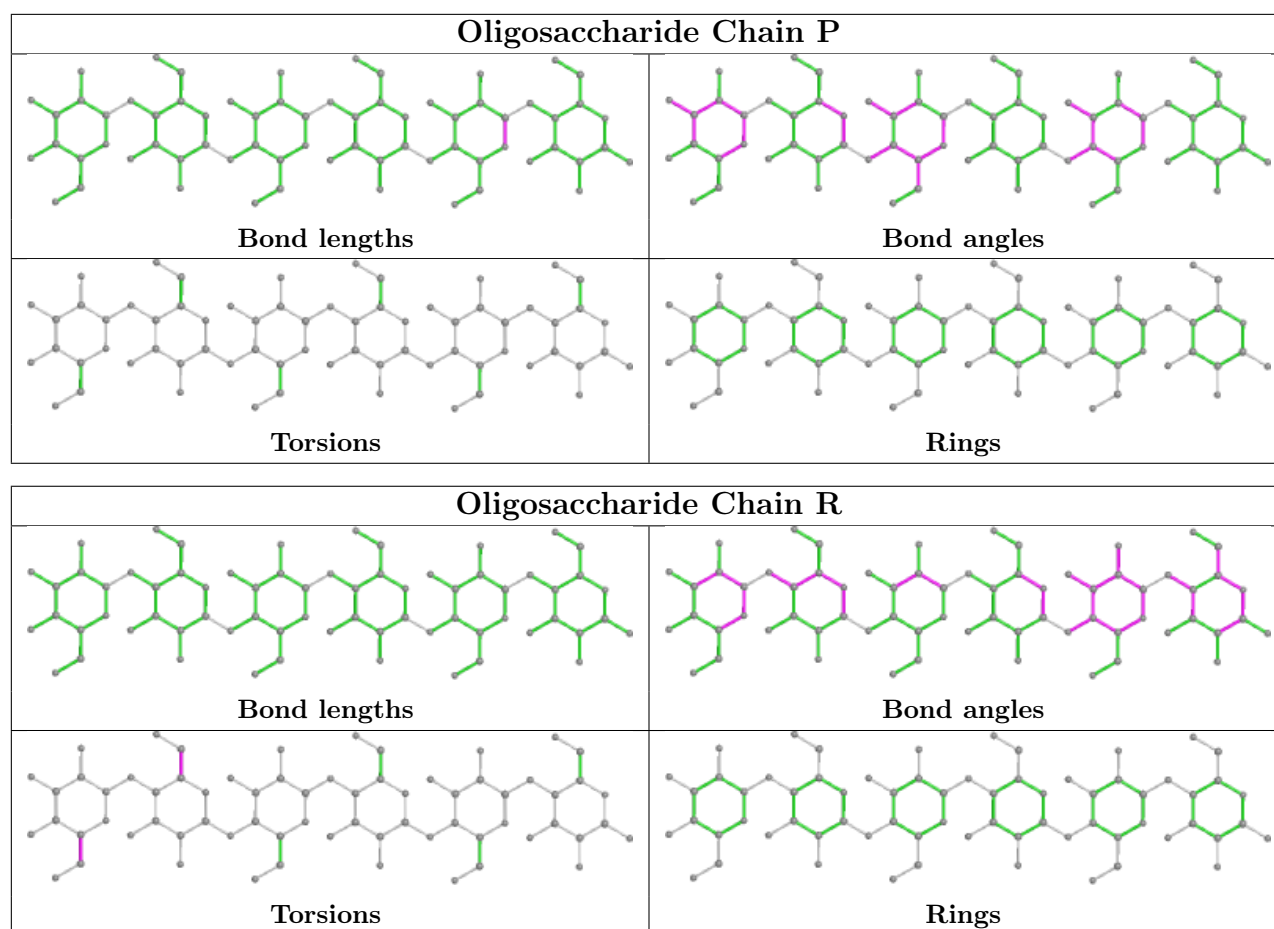 Oligosaccharide Chain P
Bond lengths
Bond angles
Torsions
Rings
Oligosaccharide Chain R
Bond lengths
Bond angles
Torsions
Rings